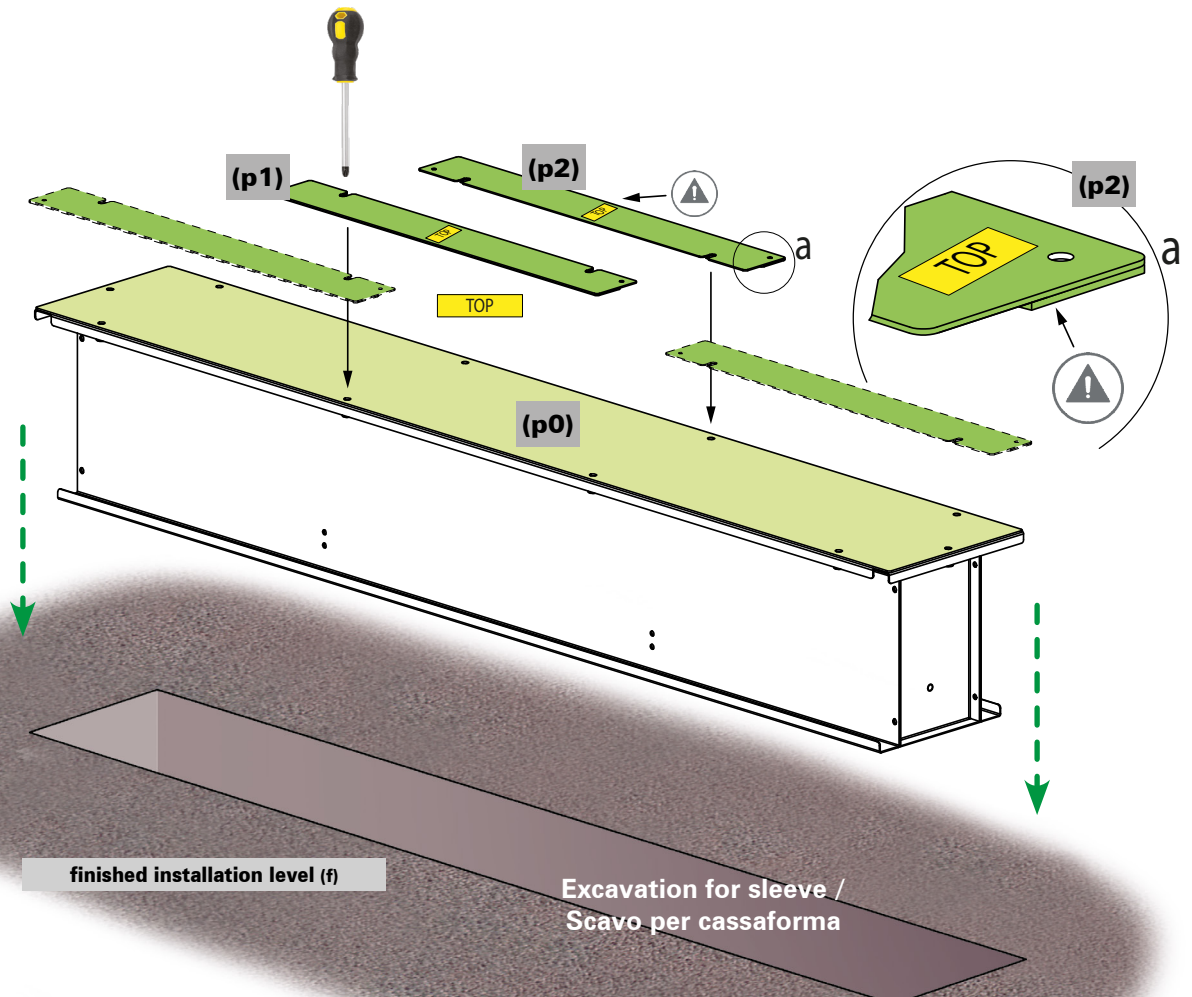 (p1)
(p2)
(p2)
TOP
TOP
a
TOP
a
TOP
(p0)
finished installation level (f)
Excavation for sleeve /
Scavo per cassaforma